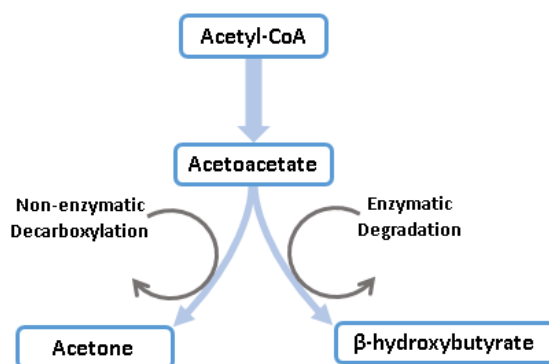 Acetyl-CoA
Acetoacetate
Non-enzymatic
Decarboxylation
Enzymatic
Degradation
Acetone
β-hydroxybutyrate